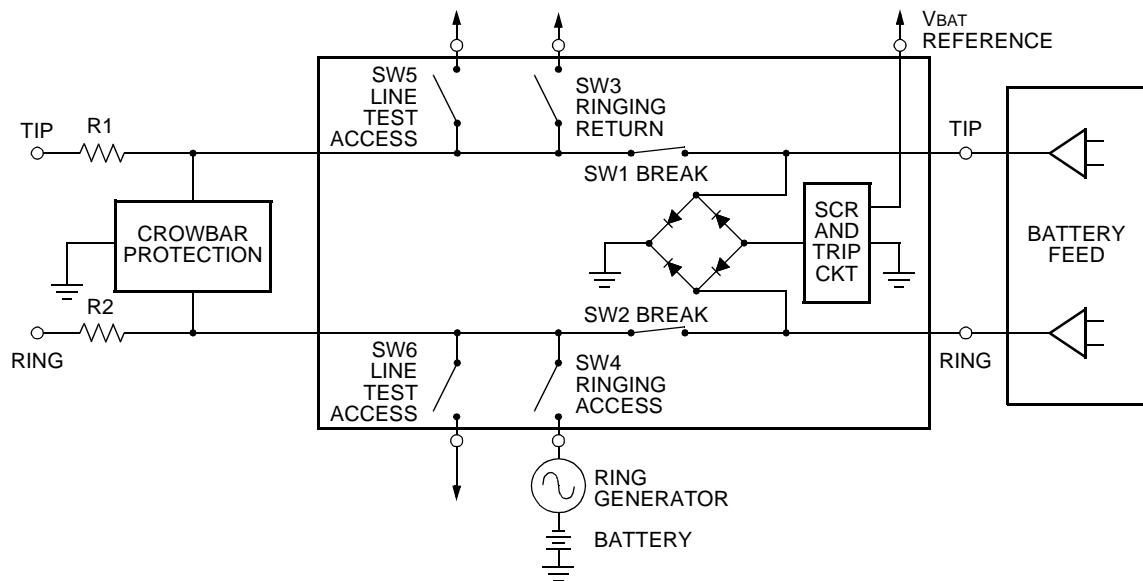 VBAT
REFERENCE
SW5
LINE
TEST
ACCESS
SW3
RINGING
RETURN
TIP
R1
TIP
SW1 BREAK
CROWBAR
PROTECTION
SCR
AND
TRIP
CKT
BATTERY
FEED
R2
SW2 BREAK
RING
SW6
LINE
TEST
ACCESS
SW4
RINGING
ACCESS
RING
RING
GENERATOR
BATTERY